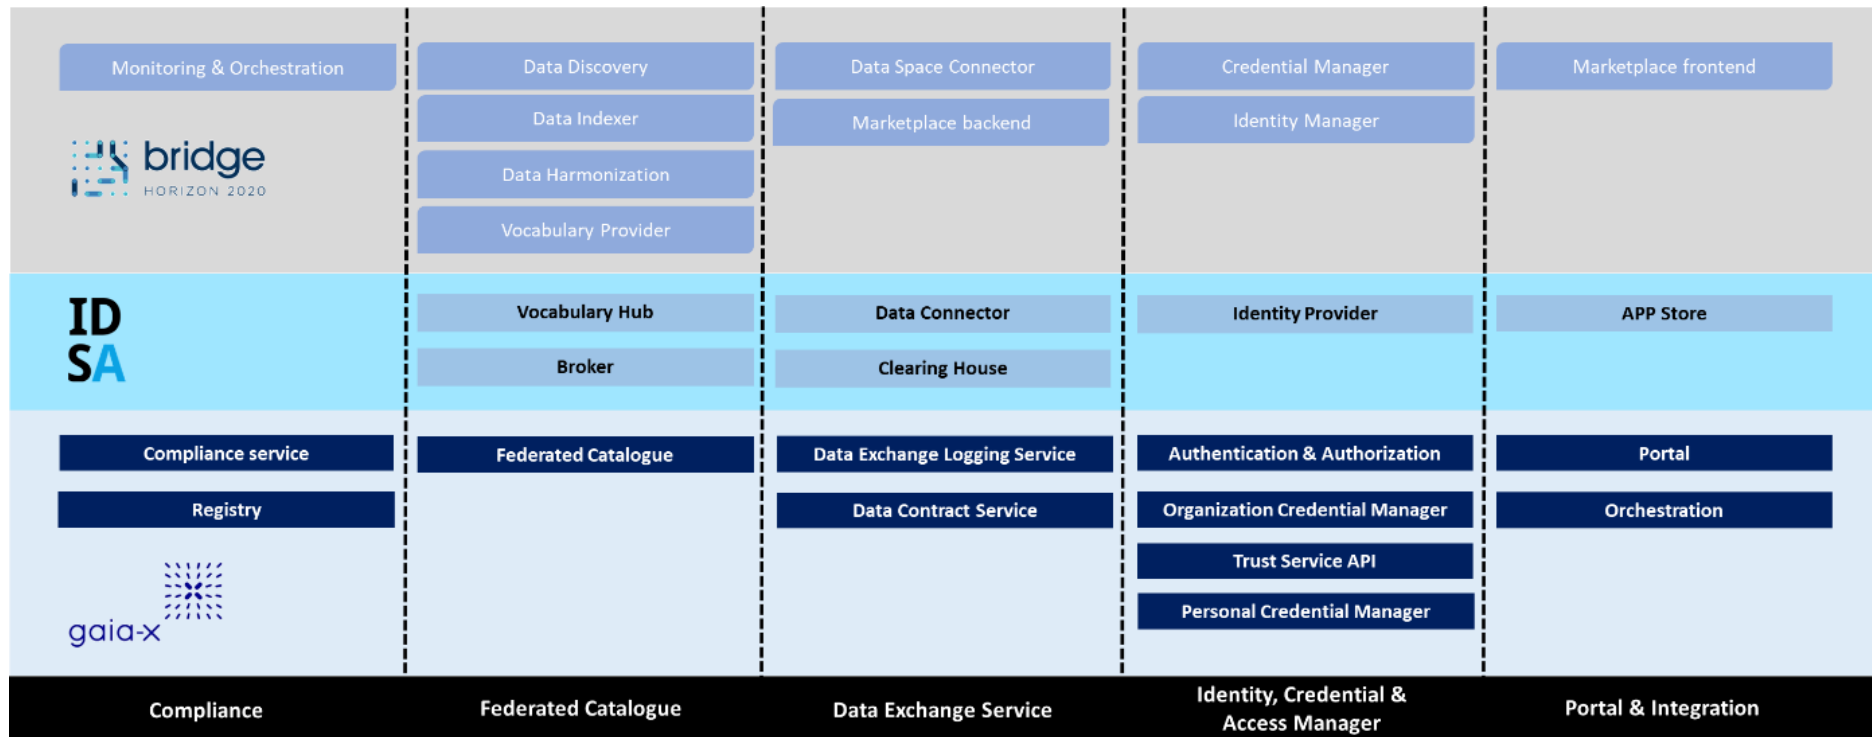 Monitoring & Orchestration
Data Discovery
Data Space Connector
Credential Manager
Marketplace frontend
Data Indexer
Marketplace backend
Identity Manager
bridge
HORIZON 2020
Data Harmonization
Vocabulary Provider
ID
SA
Vocabulary Hub
Data Connector
Identity Provider
APP Store
Broker
Clearing House
Compliance service
Federated Catalogue
Data Exchange Logging Service
Authentication & Authorization
Portal
Registry
Data Contract Service
Organization Credential Manager
Orchestration
Trust Service API
Personal Credential Manager
gaia-x
Compliance
Federated Catalogue
Data Exchange Service
Identity, Credential &
Access Manager
Portal & Integration